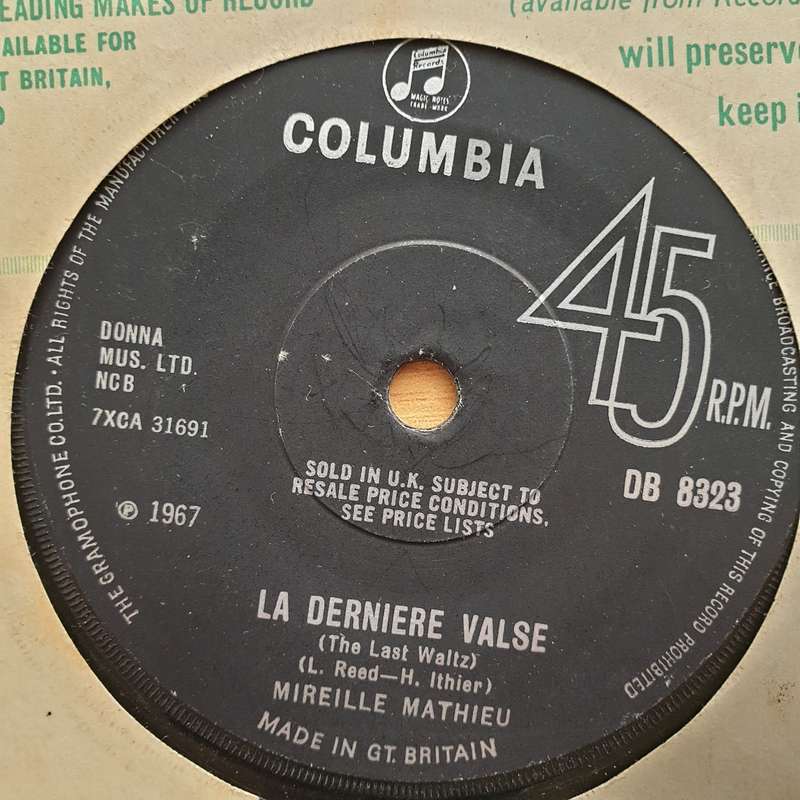 EADING MAKES OF RECORD
AILABLE FOR
T BRITAIN,
(available from Record
will preserve
keep i
Columbia
Records
MAGIC NOTES
TRADE MARK
COLUMBIA
45
R.P.M.
DB 8323
DONNA
MUS. LTD.
NCB
7XCA 31691
℗ 1967
SOLD IN U.K. SUBJECT TO
RESALE PRICE CONDITIONS,
SEE PRICE LISTS
LA DERNIERE VALSE
(The Last Waltz)
(L. Reed—H. Ithier)
MIREILLE MATHIEU
MADE IN GT. BRITAIN
THE GRAMOPHONE CO. LTD. · ALL RIGHTS OF THE MANUFACTURER AN
BROADCASTING AND COPYING OF THIS RECORD PROHIBITED